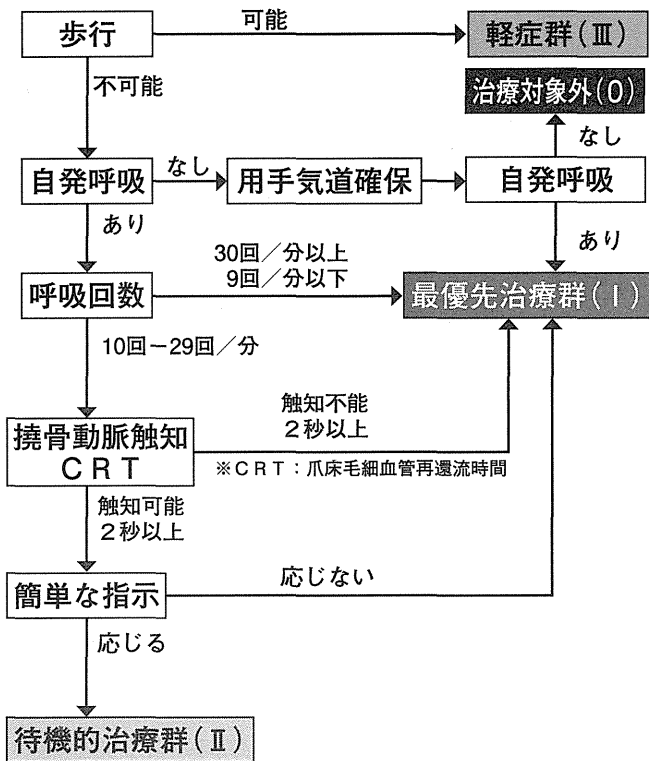 歩行
可能
軽症群(Ⅲ)
不可能
治療対象外(0)
なし
自発呼吸
なし
用手気道確保
自発呼吸
あり
あり
30回/分以上
9回/分以下
呼吸回数
最優先治療群(Ⅰ)
10回-29回/分
撓骨動脈触知
CRT
触知不能
2秒以上
※CRT:爪床毛細血管再還流時間
触知可能
2秒以上
簡単な指示
応じない
応じる
待機的治療群(Ⅱ)